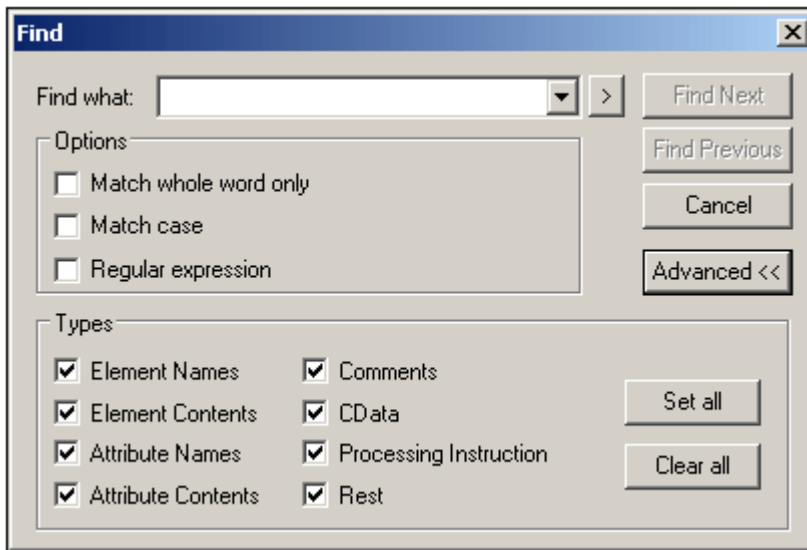 Find
Find what:
>
Find Next
Options
Find Previous
Match whole word only
Match case
Cancel
Regular expression
Advanced <<
Types
Element Names
Comments
Element Contents
CData
Set all
Attribute Names
Processing Instruction
Clear all
Attribute Contents
Rest